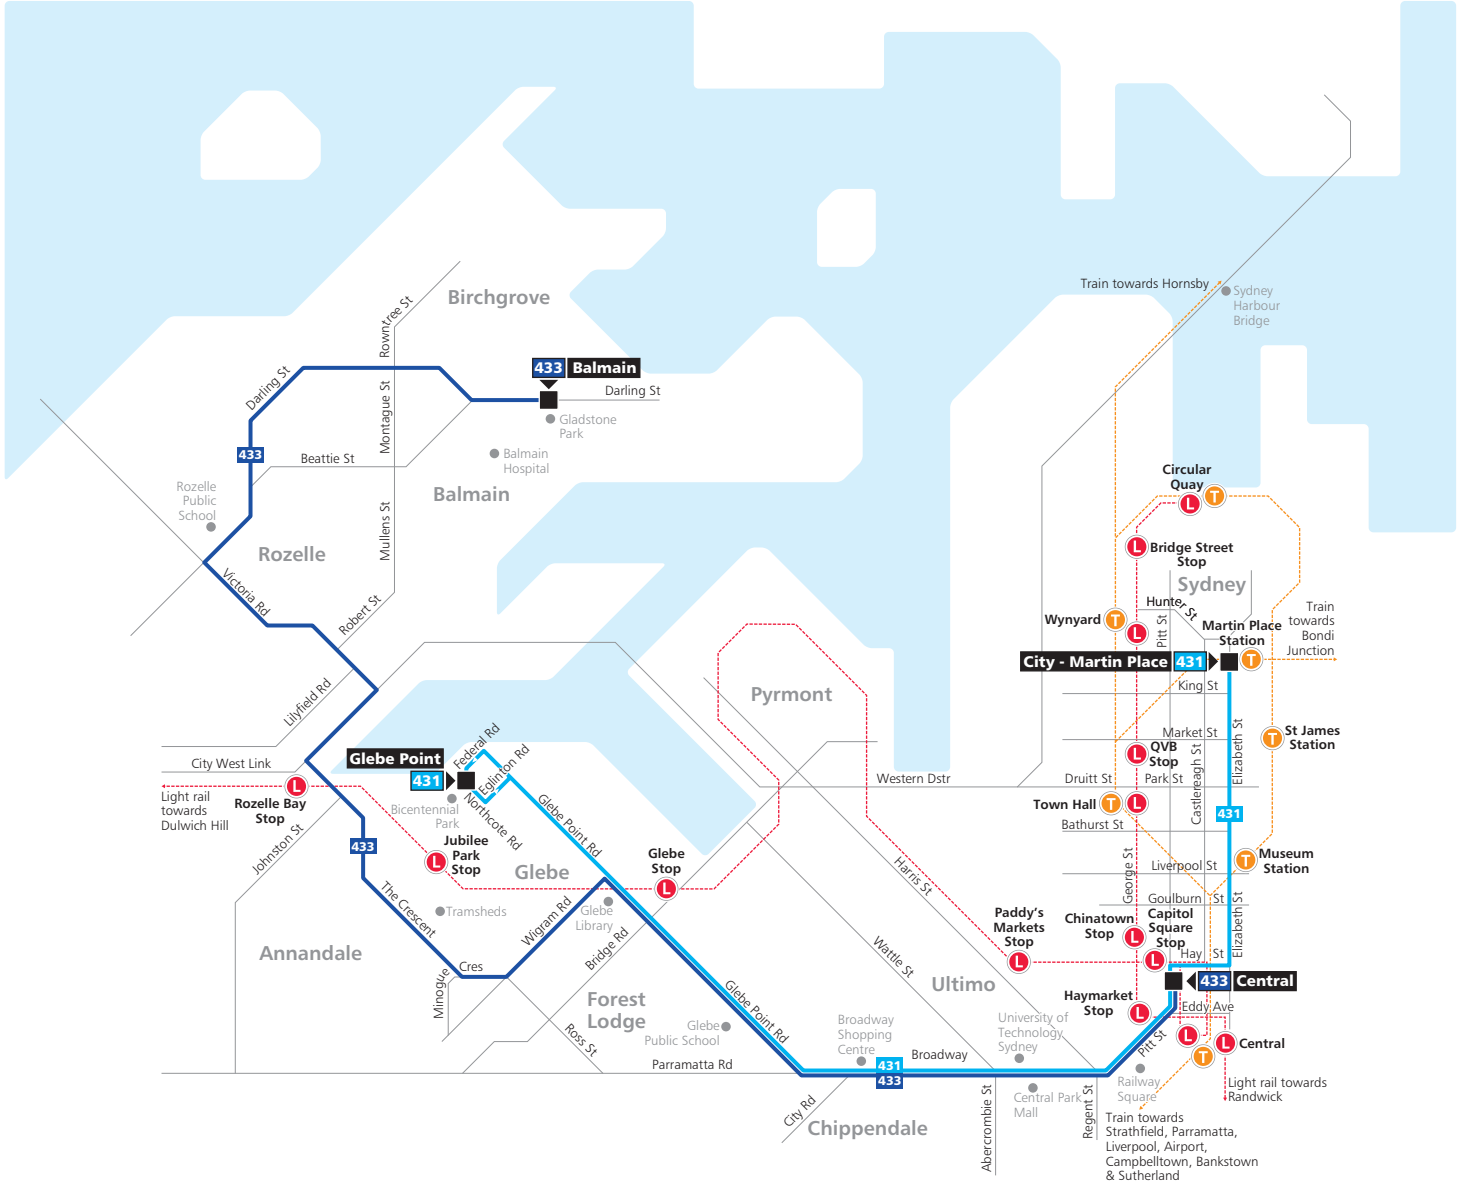 Train towards Hornsby
Sydney
Harbour
Bridge
Birchgrove
Rowntree St
433 Balmain
Darling St
Darling St
Montague St
Gladstone
Park
433
Beattie St
Balmain
Hospital
Rozelle
Public
School
Balmain
Mullens St
Rozelle
Circular
Quay
L
T
L
Bridge Street
Stop
Sydney
Victoria Rd
Robert St
Hunter St
Pitt St
Wynyard
T
L
Martin Place
Station
Train
towards
Bondi
Junction
City - Martin Place 431
T
King St
Lilyfield Rd
Pyrmont
Market St
Elizabeth St
T
St James
Station
QVB
Stop
L
Castlereagh St
City West Link
Glebe Point
431
Federal Rd
Eglinton Rd
Northcote Rd
Glebe Point Rd
Western Dstr
Druitt St
Park St
L
Rozelle Bay
Stop
Light rail
towards
Dulwich Hill
Bicentennial
Park
Town Hall
T
L
431
Bathurst St
Johnston St
433
Jubilee
Park
Stop
L
Glebe
Glebe
Stop
L
Harris St
George St
Liverpool St
T
Museum
Station
The Crescent
Tramsheds
Wigram Rd
Glebe
Library
Bridge Rd
Goulburn St
Elizabeth St
Paddy's
Markets
Stop
L
Chinatown
Stop
L
Capitol
Square
Stop
L
Hay St
Annandale
Cres
Minogue
Wattle St
Ultimo
433 Central
Forest
Lodge
Glebe Point Rd
Haymarket
Stop
L
Eddy Ave
Ross St
Glebe
Public School
Broadway
Shopping
Centre
University of
Technology
Sydney
Pitt St
L
T
L
Central
Parramatta Rd
431
433
Broadway
City Rd
Chippendale
Abercrombie St
Central Park
Mall
Regent St
Railway
Square
Light rail towards
Randwick
Train towards
Strathfield, Parramatta,
Liverpool, Airport,
Campbelltown, Bankstown
& Sutherland